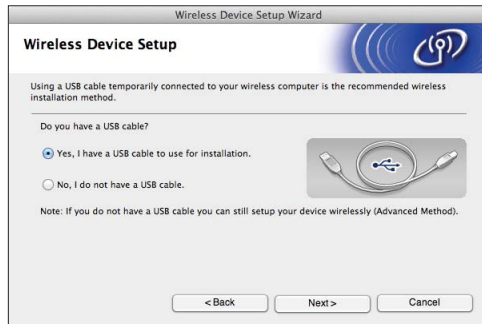 Wireless Device Setup Wizard
Wireless Device Setup
Using a USB cable temporarily connected to your wireless computer is the recommended wireless
installation method.
Do you have a USB cable?
Yes, I have a USB cable to use for installation.
No, I do not have a USB cable.
Note: If you do not have a USB cable you can still setup your device wirelessly (Advanced Method).
< Back
Next >
Cancel